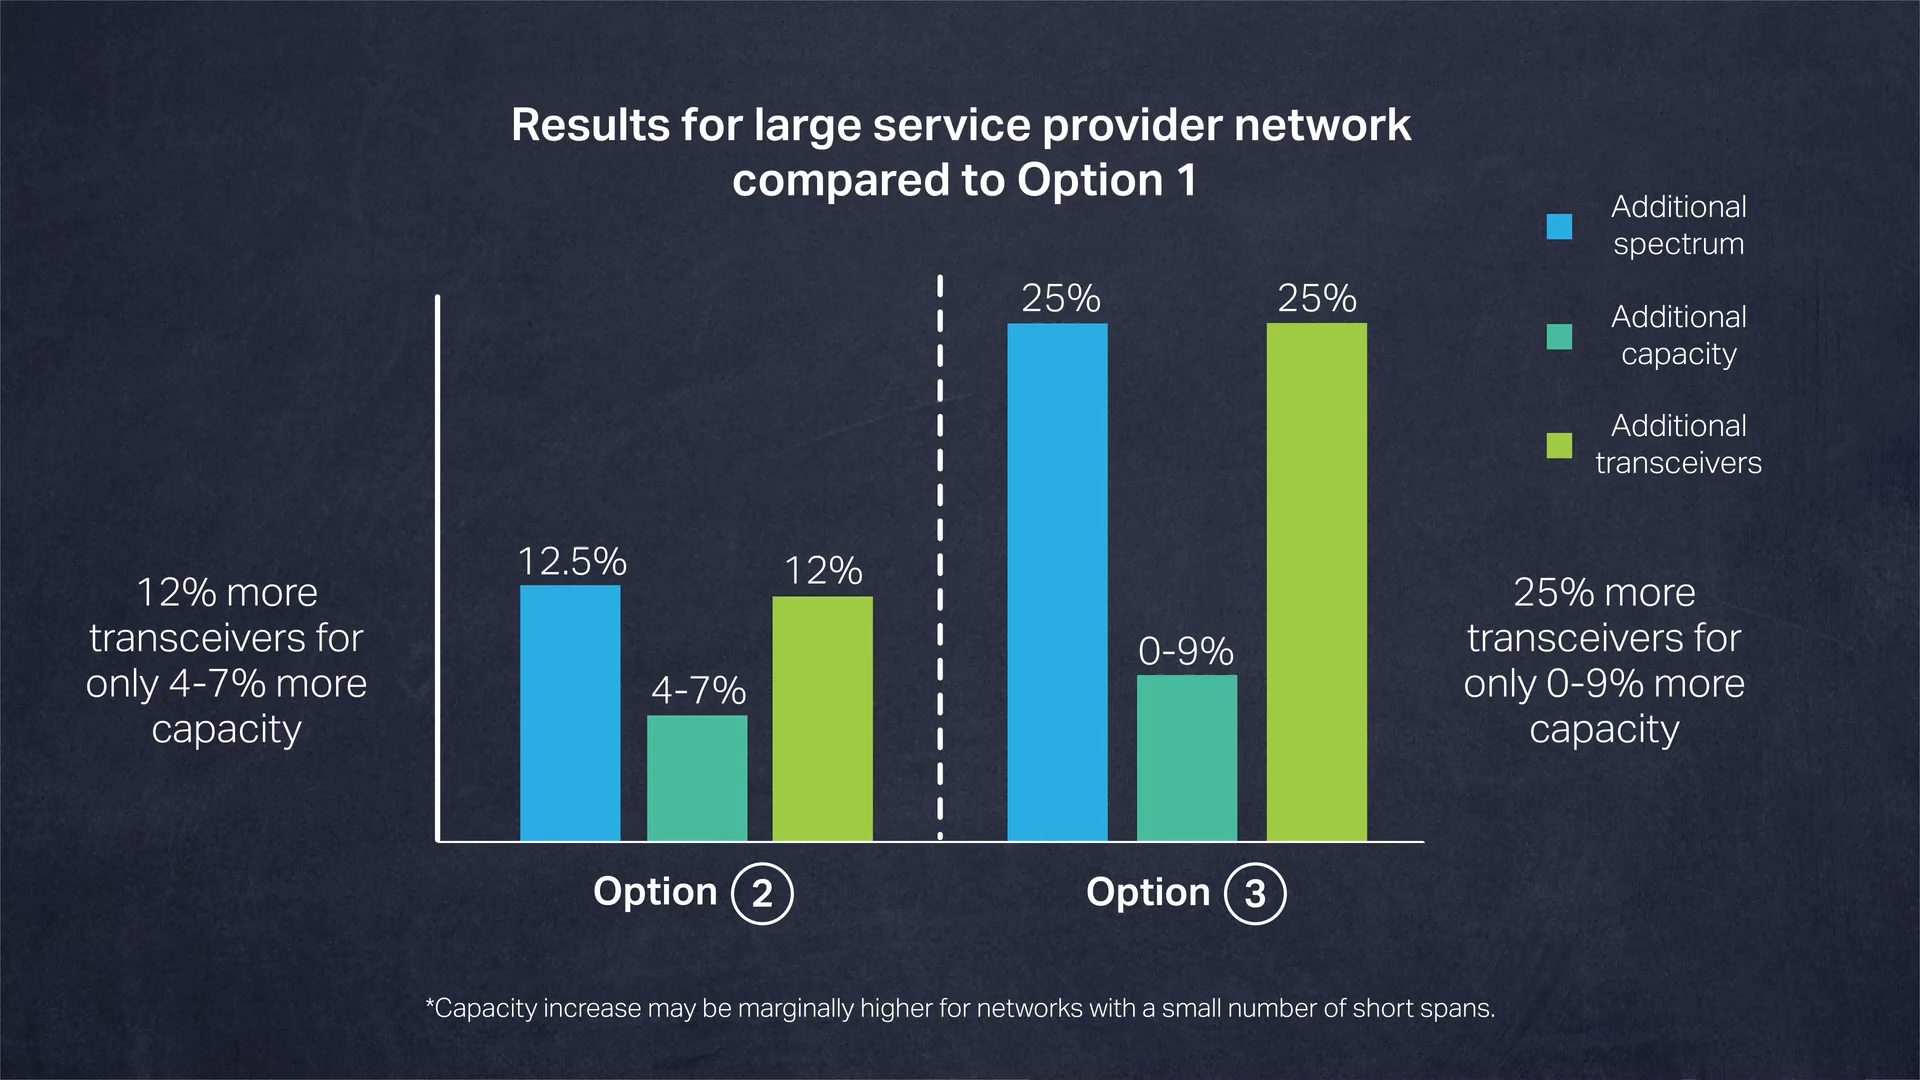 Results for large service provider network
compared to Option 1
Additional
spectrum
Additional
capacity
Additional
transceivers
12.5%
4-7%
12%
25%
0-9%
25%
12% more
transceivers for
only 4-7% more
capacity
25% more
transceivers for
only 0-9% more
capacity
Option 2
Option 3
*Capacity increase may be marginally higher for networks with a small number of short spans.